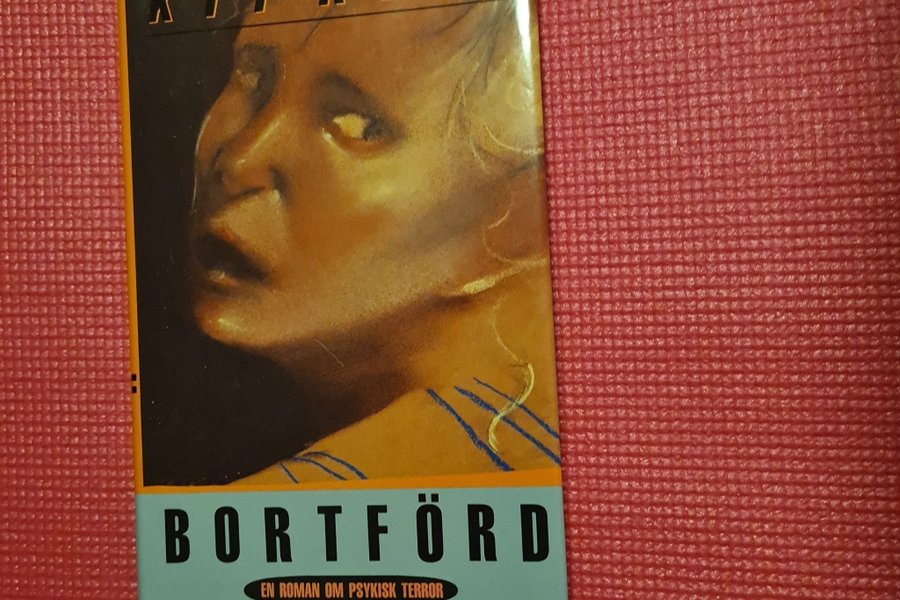 BORTFÖRD
EN ROMAN OM PSYKISK TERROR